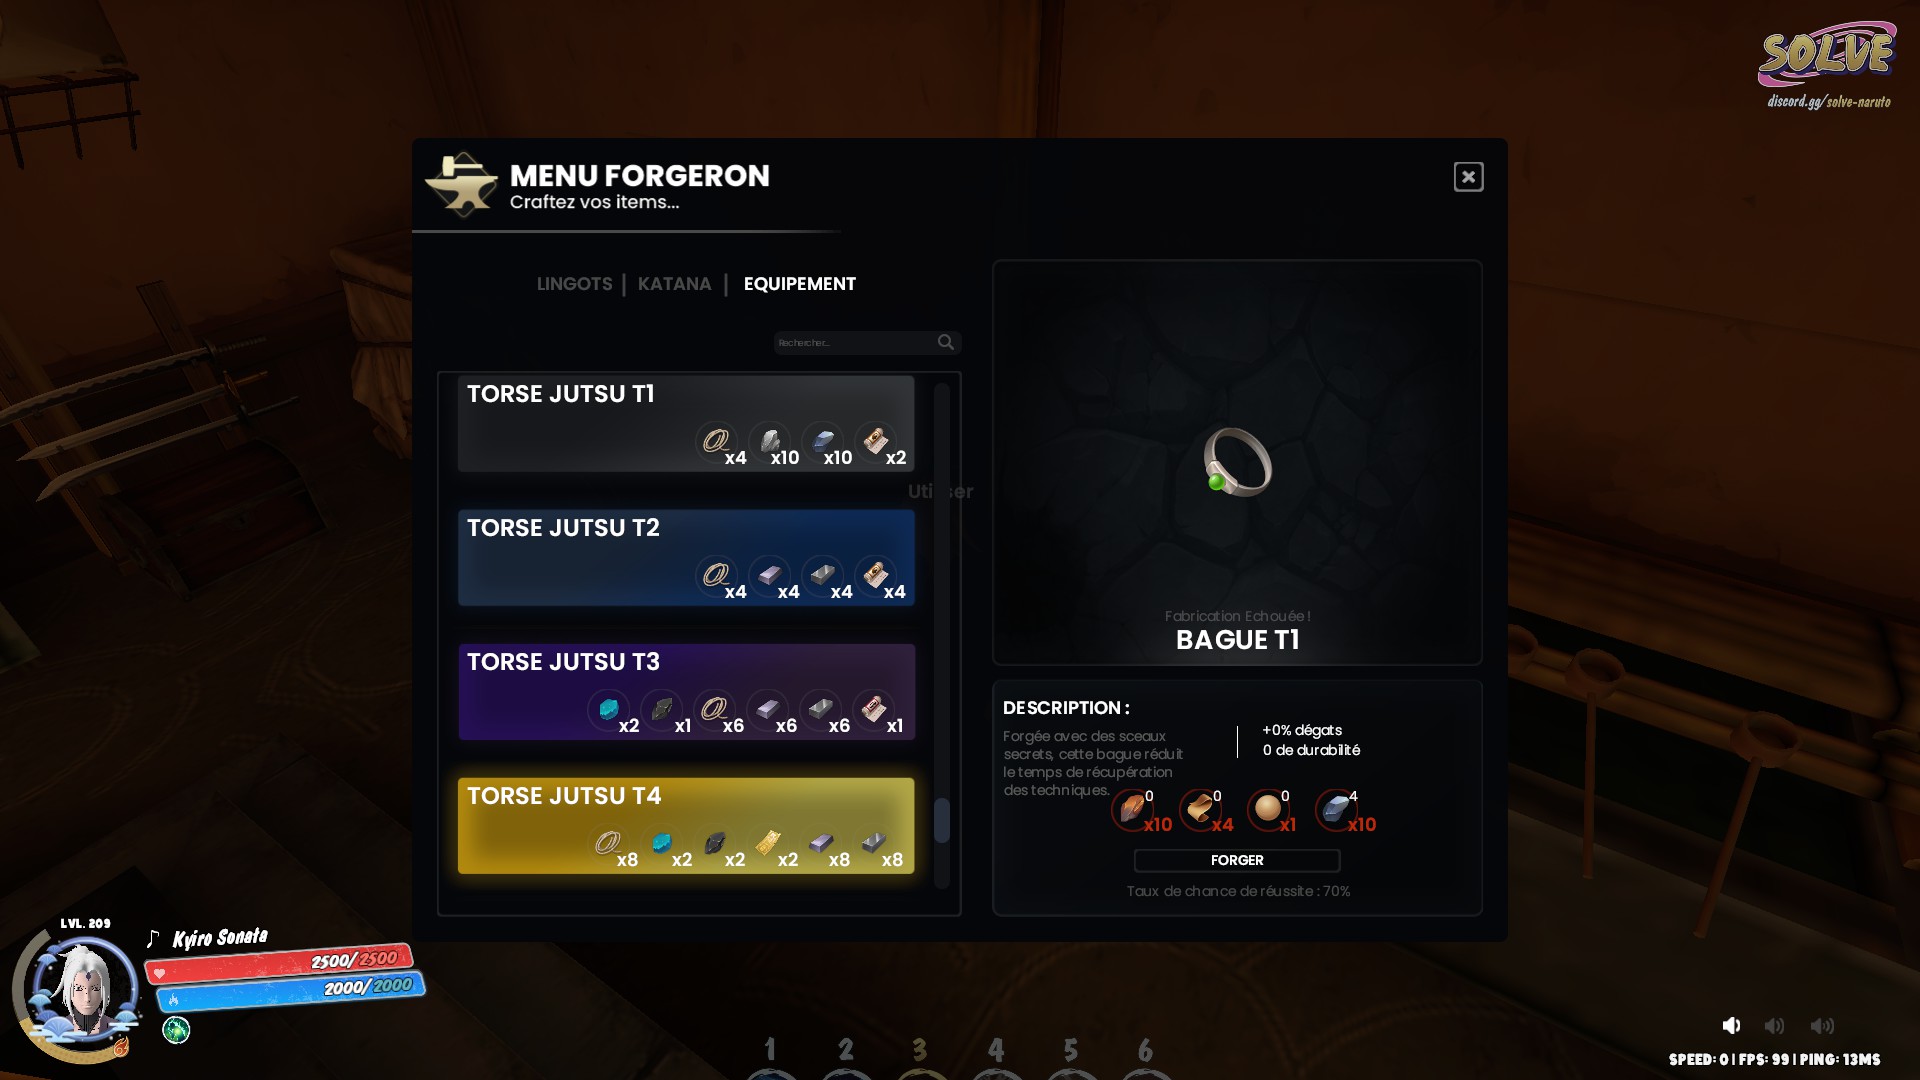 SOLVE
discord.gg/solve-naruto
MENU FORGERON
Craftez vos items...
LINGOTS | KATANA | EQUIPEMENT
Rechercher...
TORSE JUTSU T1
x4 x10 x10 x2
Utiliser
TORSE JUTSU T2
x4 x4 x4 x4
TORSE JUTSU T3
x2 x1 x6 x6 x6 x1
TORSE JUTSU T4
x8 x2 x2 x2 x8 x8
Fabrication Echouée !
BAGUE T1
DESCRIPTION :
Forgée avec des sceaux
secrets, cette bague réduit
le temps de récupération
des techniques.
+0% dégats
0 de durabilité
0 0 0 4
x10 x4 x1 x10
FORGER
Taux de chance de réussite : 70%
LVL. 209
Kyiro Sonata
2500/2500
2000/2000
1 2 3 4 5 6
SPEED: 0 | FPS: 99 | PING: 13MS